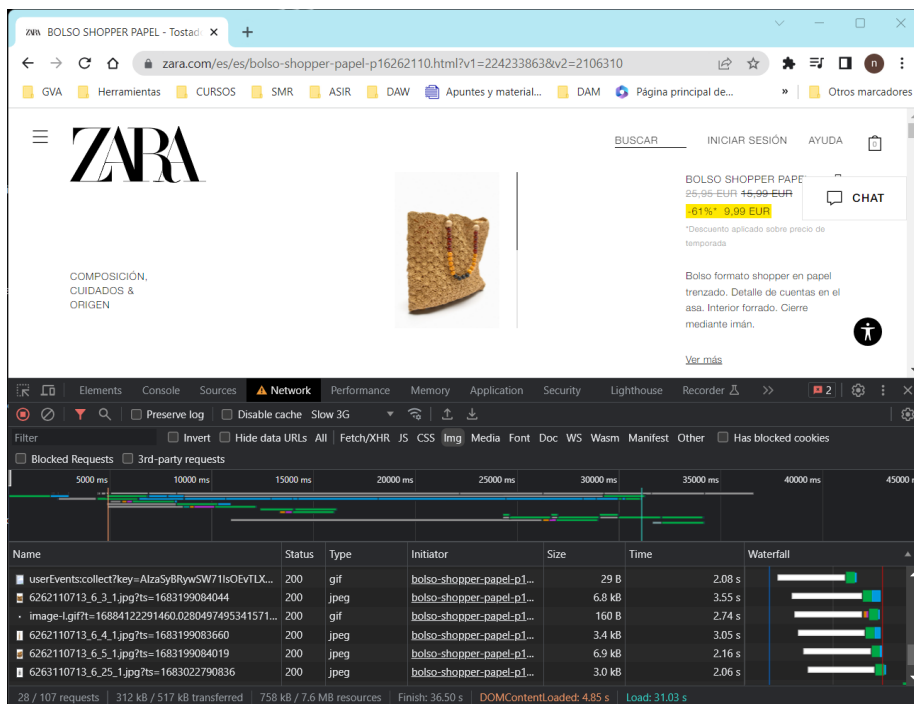 ZARA BOLSO SHOPPER PAPEL - Tostado
zara.com/es/es/bolso-shopper-papel-p16262110.html?v1=224233863&v2=2106310
n
GVA Herramientas CURSOS SMR ASIR DAW Apuntes y material... DAM Página principal de... » Otros marcadores
ZARA
BUSCAR INICIAR SESIÓN AYUDA 0
BOLSO SHOPPER PAPE
25,95 EUR 15,99 EUR
-61%* 9,99 EUR
CHAT
*Descuento aplicado sobre precio de
temporada
COMPOSICIÓN,
CUIDADOS &
ORIGEN
Bolso formato shopper en papel
trenzado. Detalle de cuentas en el
asa. Interior forrado. Cierre
mediante imán.
Ver más
Elements Console Sources Network Performance Memory Application Security Lighthouse Recorder 2
Preserve log Disable cache Slow 3G
Filter Invert Hide data URLs All Fetch/XHR JS CSS Img Media Font Doc WS Wasm Manifest Other Has blocked cookies
Blocked Requests 3rd-party requests
5000 ms 10000 ms 15000 ms 20000 ms 25000 ms 30000 ms 35000 ms 40000 ms 45000
Name Status Type Initiator Size Time Waterfall
userEvents:collect?key=AIzaSyBRywSW71IsOEvTLX... 200 gif bolso-shopper-papel-p1... 29 B 2.08 s
6262110713_6_3_1.jpg?ts=1683199084044 200 jpeg bolso-shopper-papel-p1... 6.8 kB 3.55 s
image-l.gif?t=16884122291460.0280497495341571... 200 gif bolso-shopper-papel-p1... 160 B 2.74 s
6262110713_6_4_1.jpg?ts=1683199083660 200 jpeg bolso-shopper-papel-p1... 3.4 kB 3.05 s
6262110713_6_5_1.jpg?ts=1683199084019 200 jpeg bolso-shopper-papel-p1... 6.9 kB 2.16 s
6263110713_6_25_1.jpg?ts=1683022790836 200 jpeg bolso-shopper-papel-p1... 3.0 kB 2.06 s
28 / 107 requests 312 kB / 517 kB transferred 758 kB / 7.6 MB resources Finish: 36.50 s DOMContentLoaded: 4.85 s Load: 31.03 s